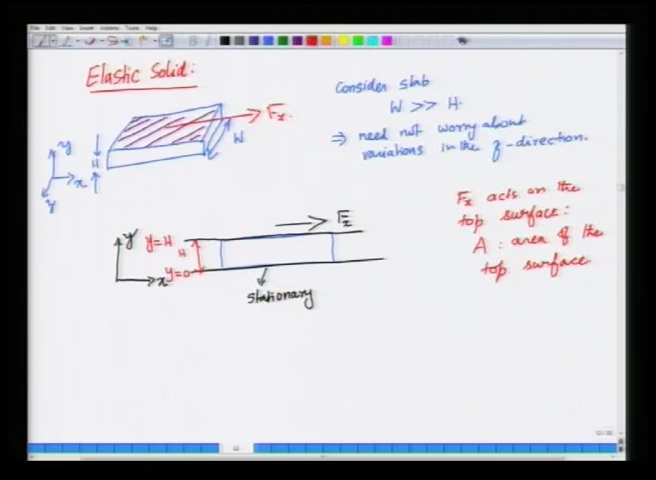 Elastic Solid:
Consider slab
W >> H.
⇒ need not worry about
variations in the z-direction.
Fx
W
H
y
x
y
Fx acts on the
top surface:
A : area of the
top surface
Fx
y
y=H
H
y=0
x
stationary